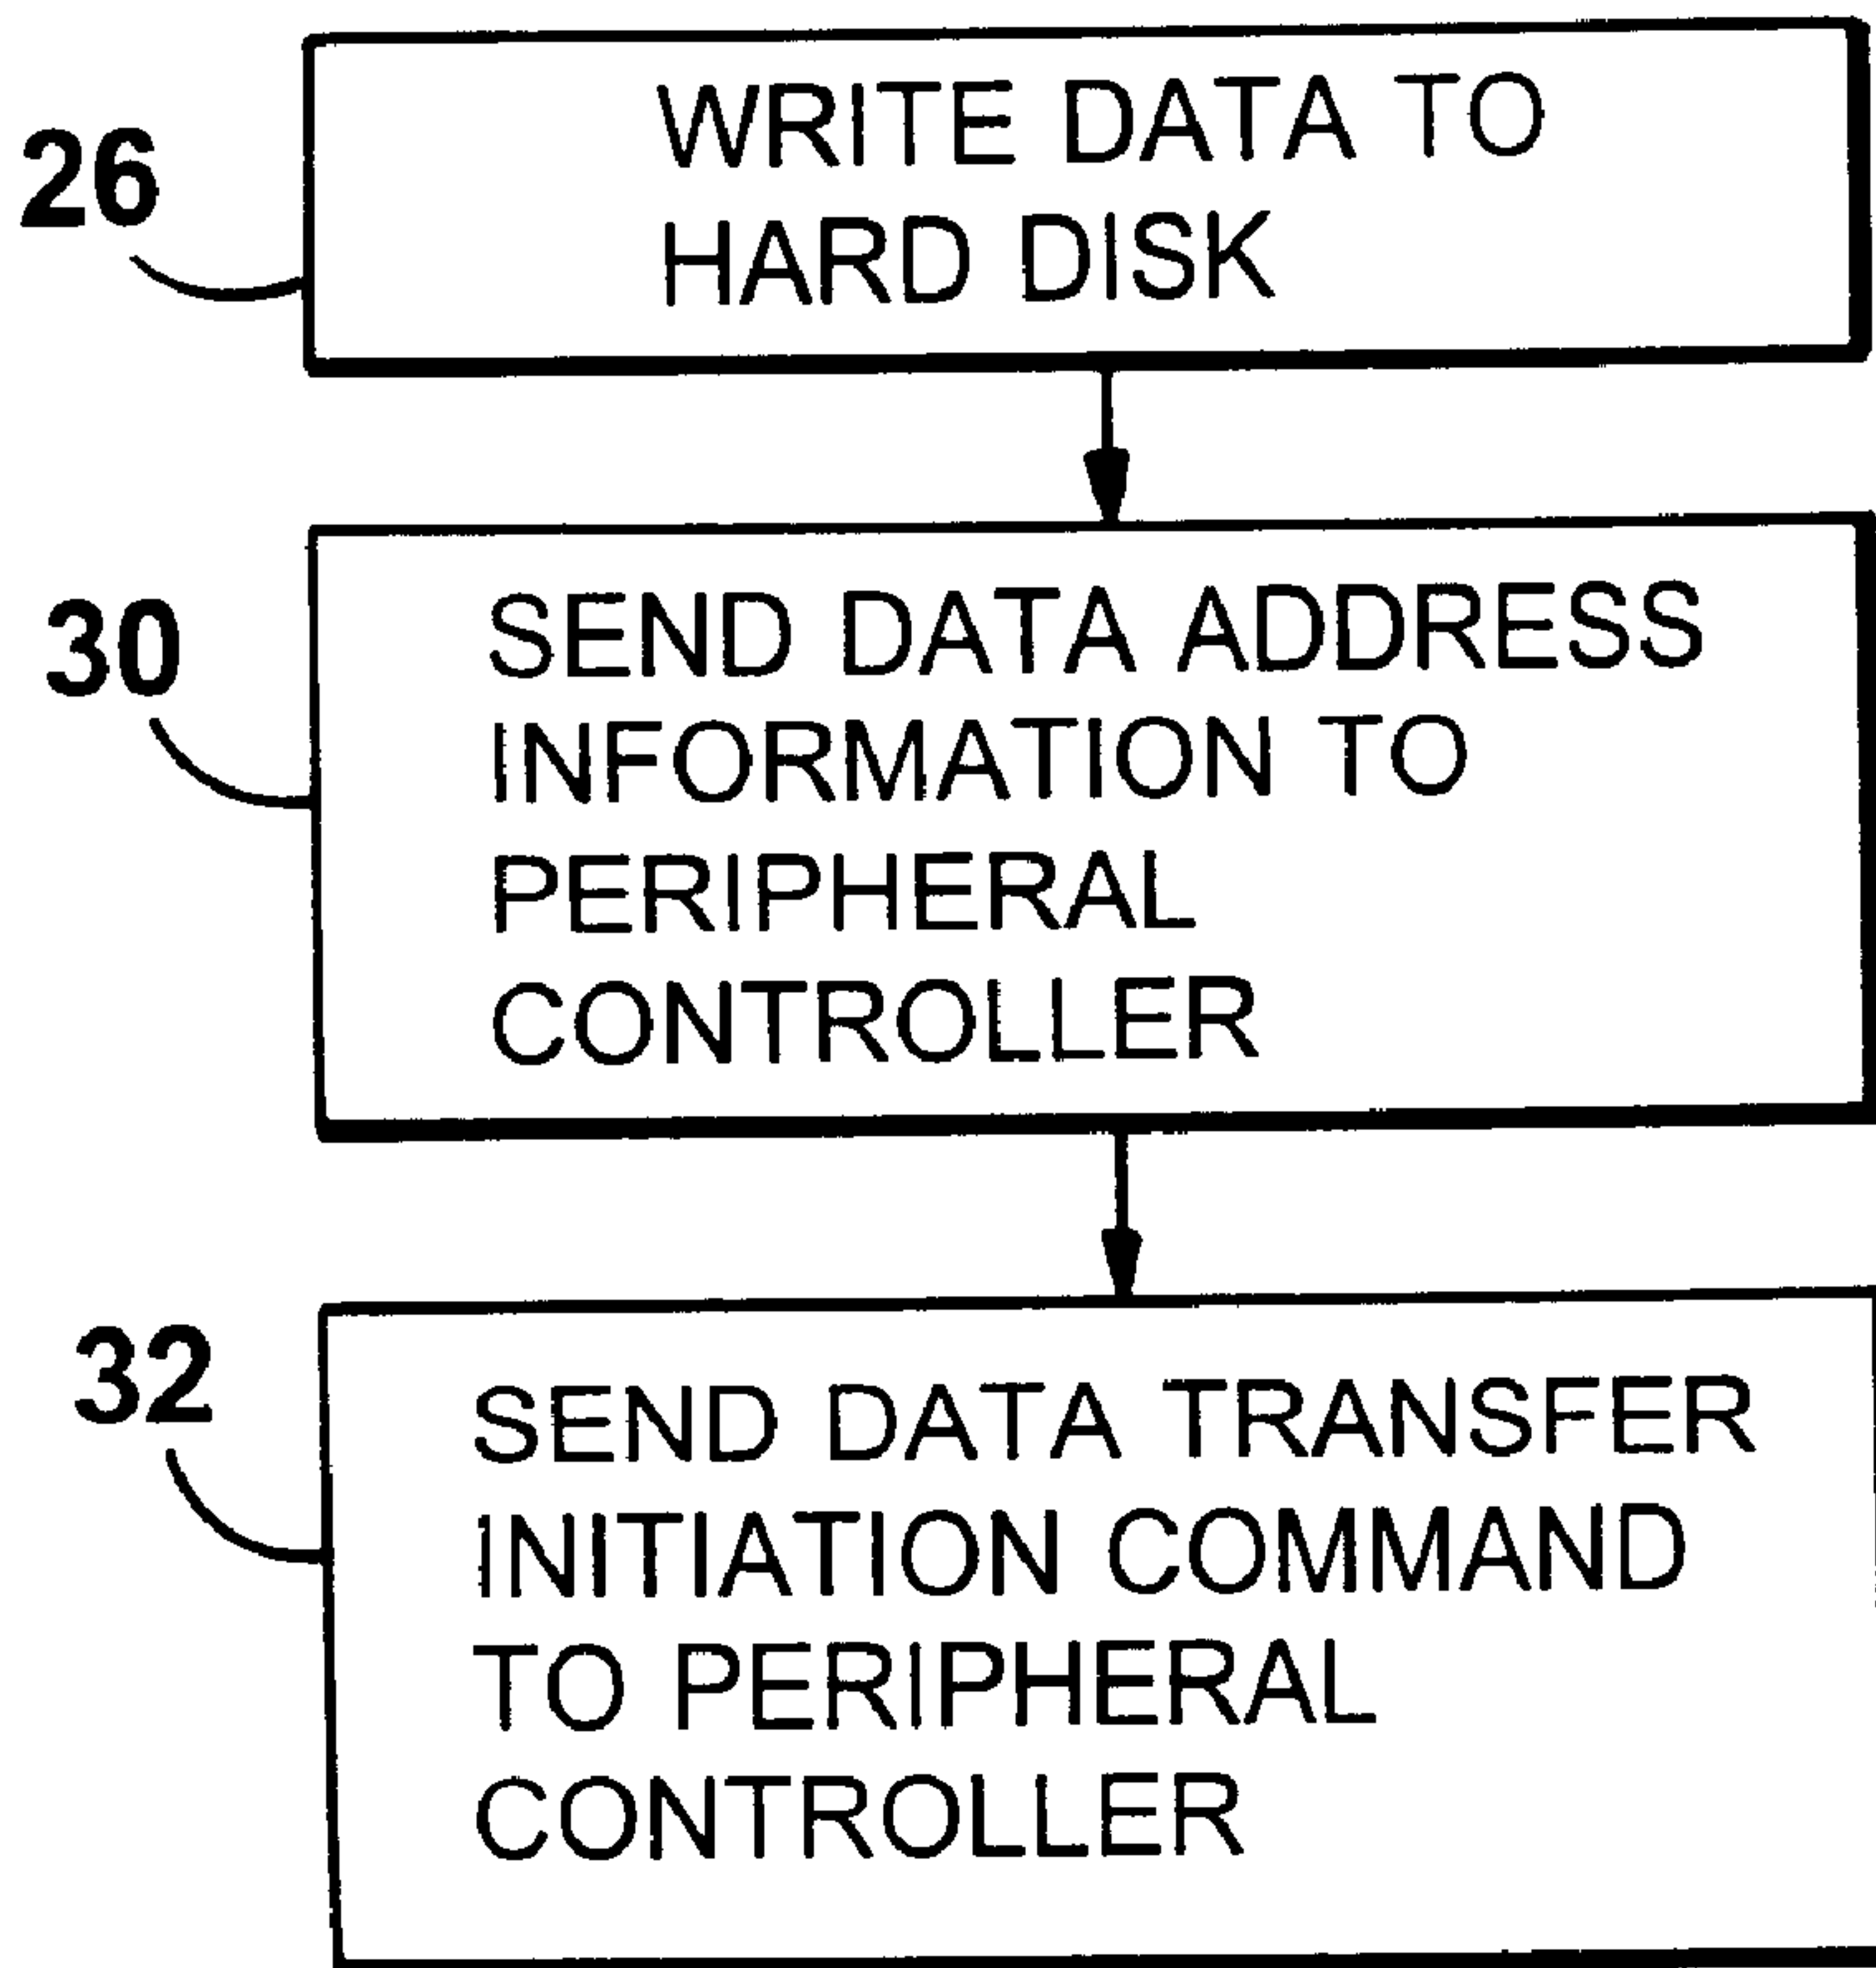 26
WRITE DATA TO
HARD DISK
30
SEND DATA ADDRESS
INFORMATION TO
PERIPHERAL
CONTROLLER
32
SEND DATA TRANSFER
INITIATION COMMAND
TO PERIPHERAL
CONTROLLER